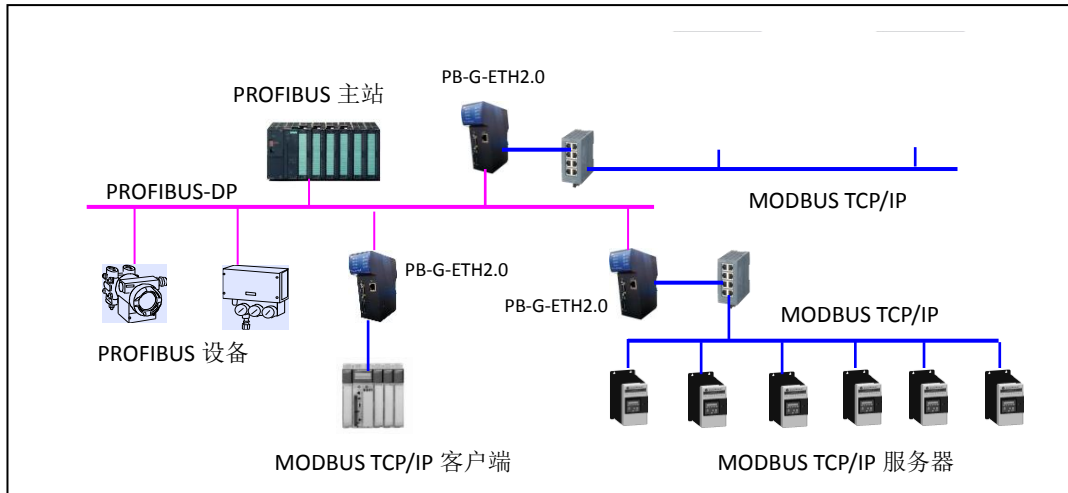 PB-G-ETH2.0
PROFIBUS 主站
PROFIBUS-DP
MODBUS TCP/IP
PB-G-ETH2.0
PB-G-ETH2.0
MODBUS TCP/IP
PROFIBUS 设备
MODBUS TCP/IP 客户端
MODBUS TCP/IP 服务器